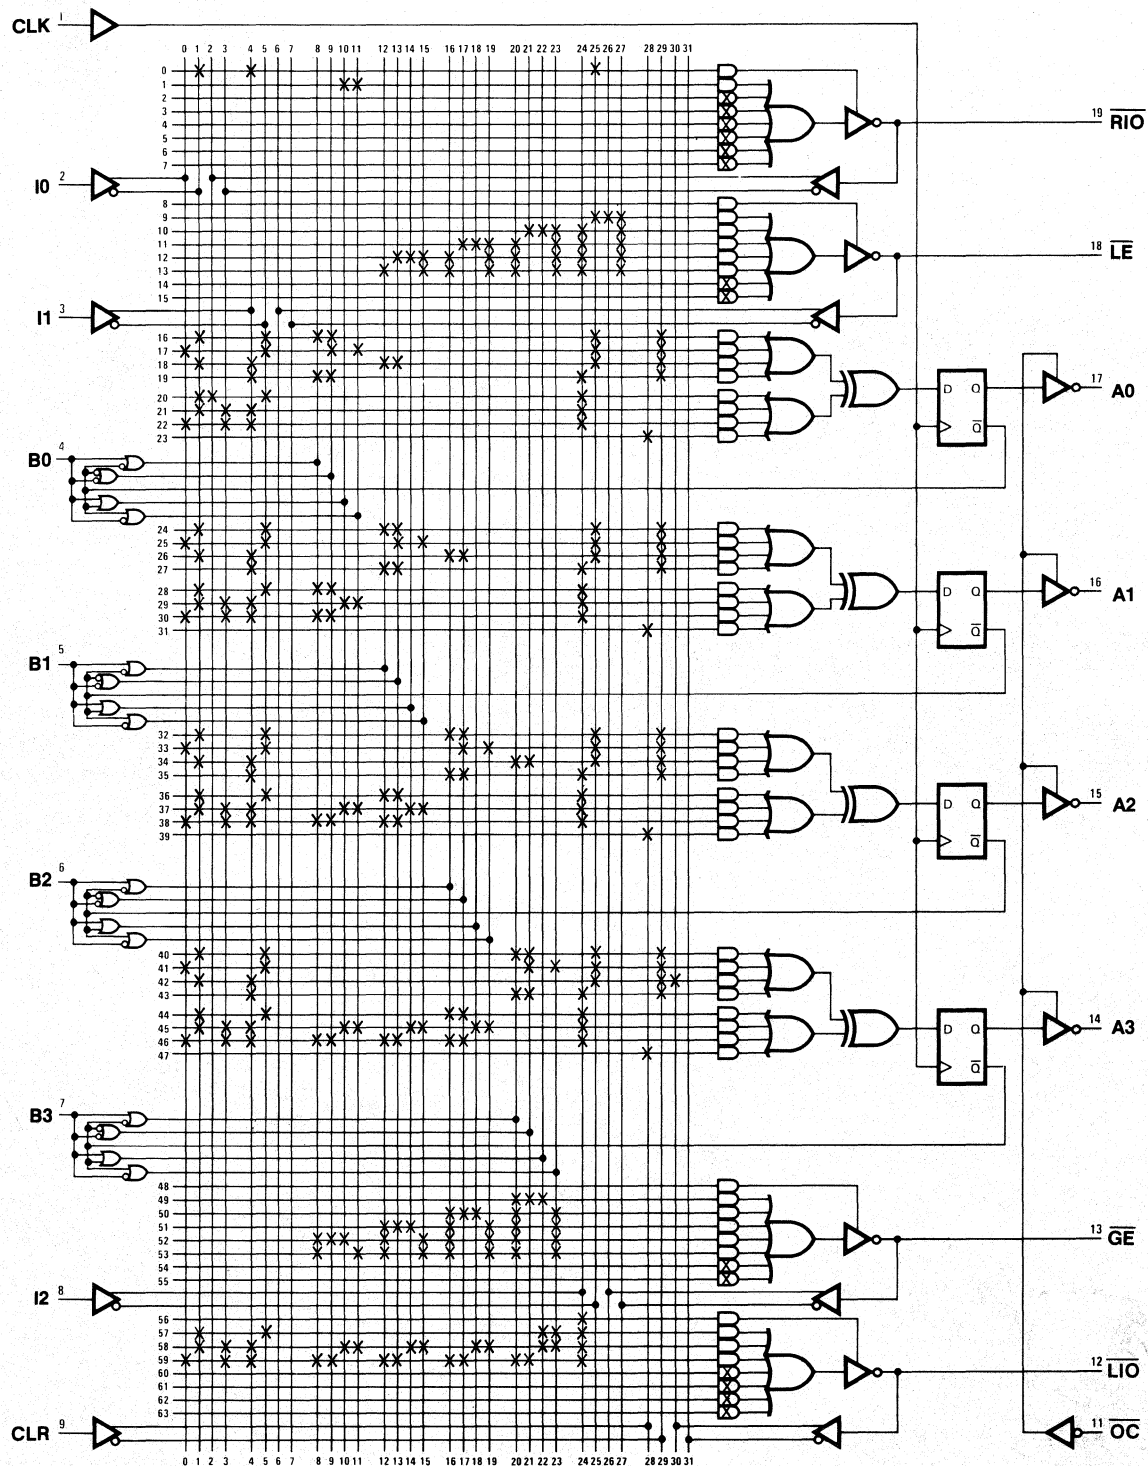 CLK 1
0 1 2 3 4 5 6 7 8 9 10 11 12 13 14 15 16 17 18 19 20 21 22 23 24 25 26 27 28 29 30 31
0
1
2
3
4
5
6
7
19 RIO
I0 2
8
9
10
11
12
13
14
15
18 LE
I1 3
16
17
18
19
20
21
22
23
D Q
Q
17 A0
B0 4
24
25
26
27
28
29
30
31
D Q
Q
16 A1
B1 5
32
33
34
35
36
37
38
39
D Q
Q
15 A2
B2 6
40
41
42
43
44
45
46
47
D Q
Q
14 A3
B3 7
48
49
50
51
52
53
54
55
13 GE
I2 8
56
57
58
59
60
61
62
63
12 LIO
CLR 9
11 OC
0 1 2 3 4 5 6 7 8 9 10 11 12 13 14 15 16 17 18 19 20 21 22 23 24 25 26 27 28 29 30 31